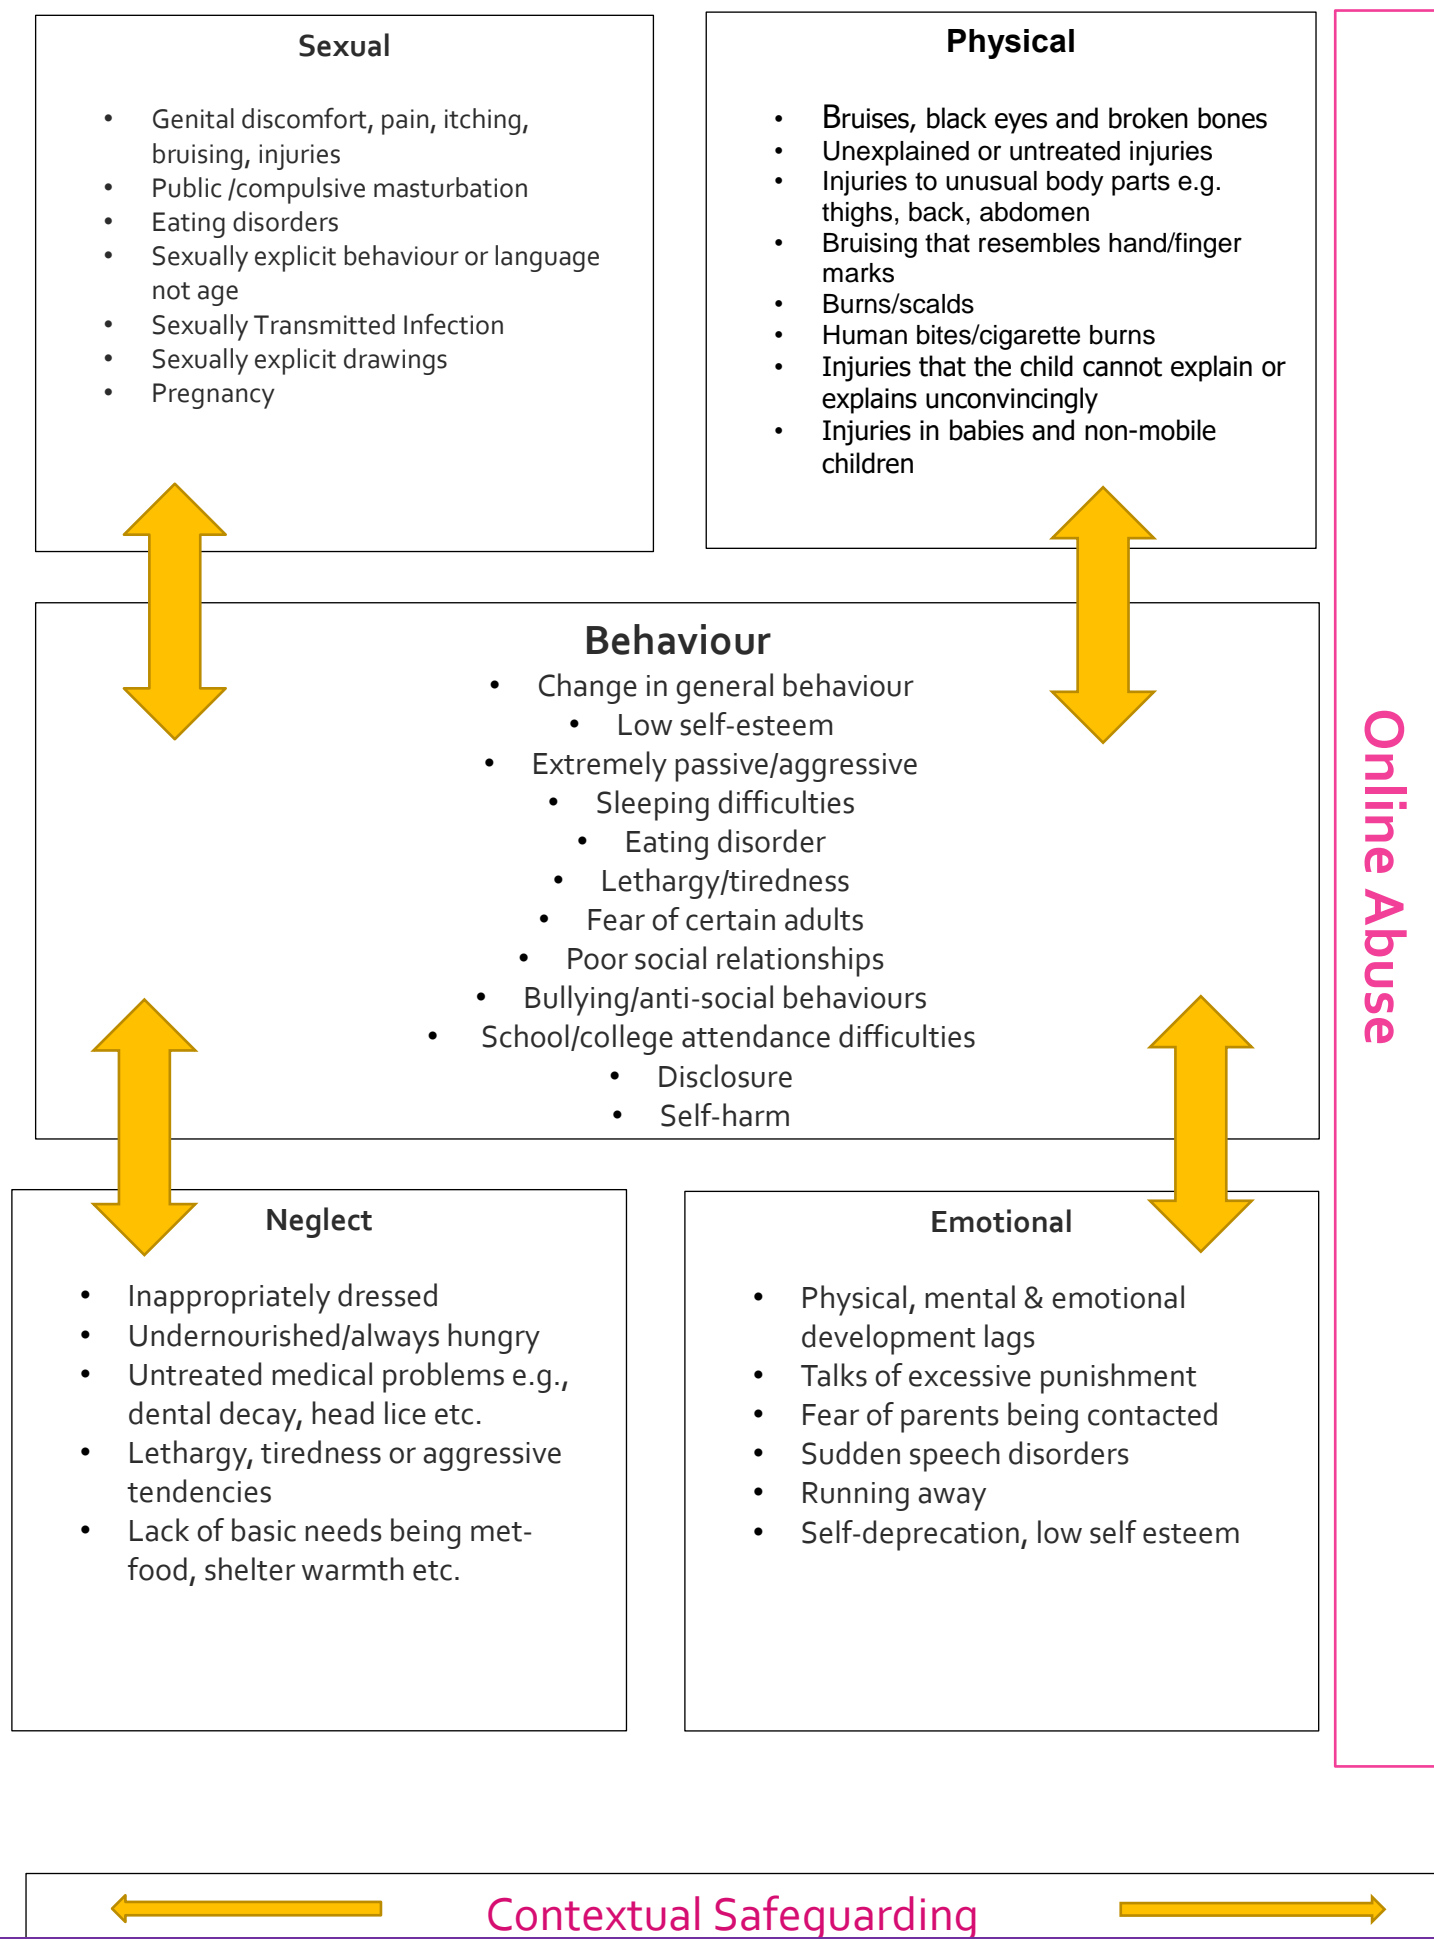 Sexual
• Genital discomfort, pain, itching,
bruising, injuries
• Public /compulsive masturbation
• Eating disorders
• Sexually explicit behaviour or language
not age
• Sexually Transmitted Infection
• Sexually explicit drawings
• Pregnancy
Physical
• Bruises, black eyes and broken bones
• Unexplained or untreated injuries
• Injuries to unusual body parts e.g.
thighs, back, abdomen
• Bruising that resembles hand/finger
marks
• Burns/scalds
• Human bites/cigarette burns
• Injuries that the child cannot explain or
explains unconvincingly
• Injuries in babies and non-mobile
children
Behaviour
• Change in general behaviour
• Low self-esteem
• Extremely passive/aggressive
• Sleeping difficulties
• Eating disorder
• Lethargy/tiredness
• Fear of certain adults
• Poor social relationships
• Bullying/anti-social behaviours
• School/college attendance difficulties
• Disclosure
• Self-harm
Neglect
• Inappropriately dressed
• Undernourished/always hungry
• Untreated medical problems e.g.,
dental decay, head lice etc.
• Lethargy, tiredness or aggressive
tendencies
• Lack of basic needs being met-
food, shelter warmth etc.
Emotional
• Physical, mental & emotional
development lags
• Talks of excessive punishment
• Fear of parents being contacted
• Sudden speech disorders
• Running away
• Self-deprecation, low self esteem
Online Abuse
Contextual Safeguarding